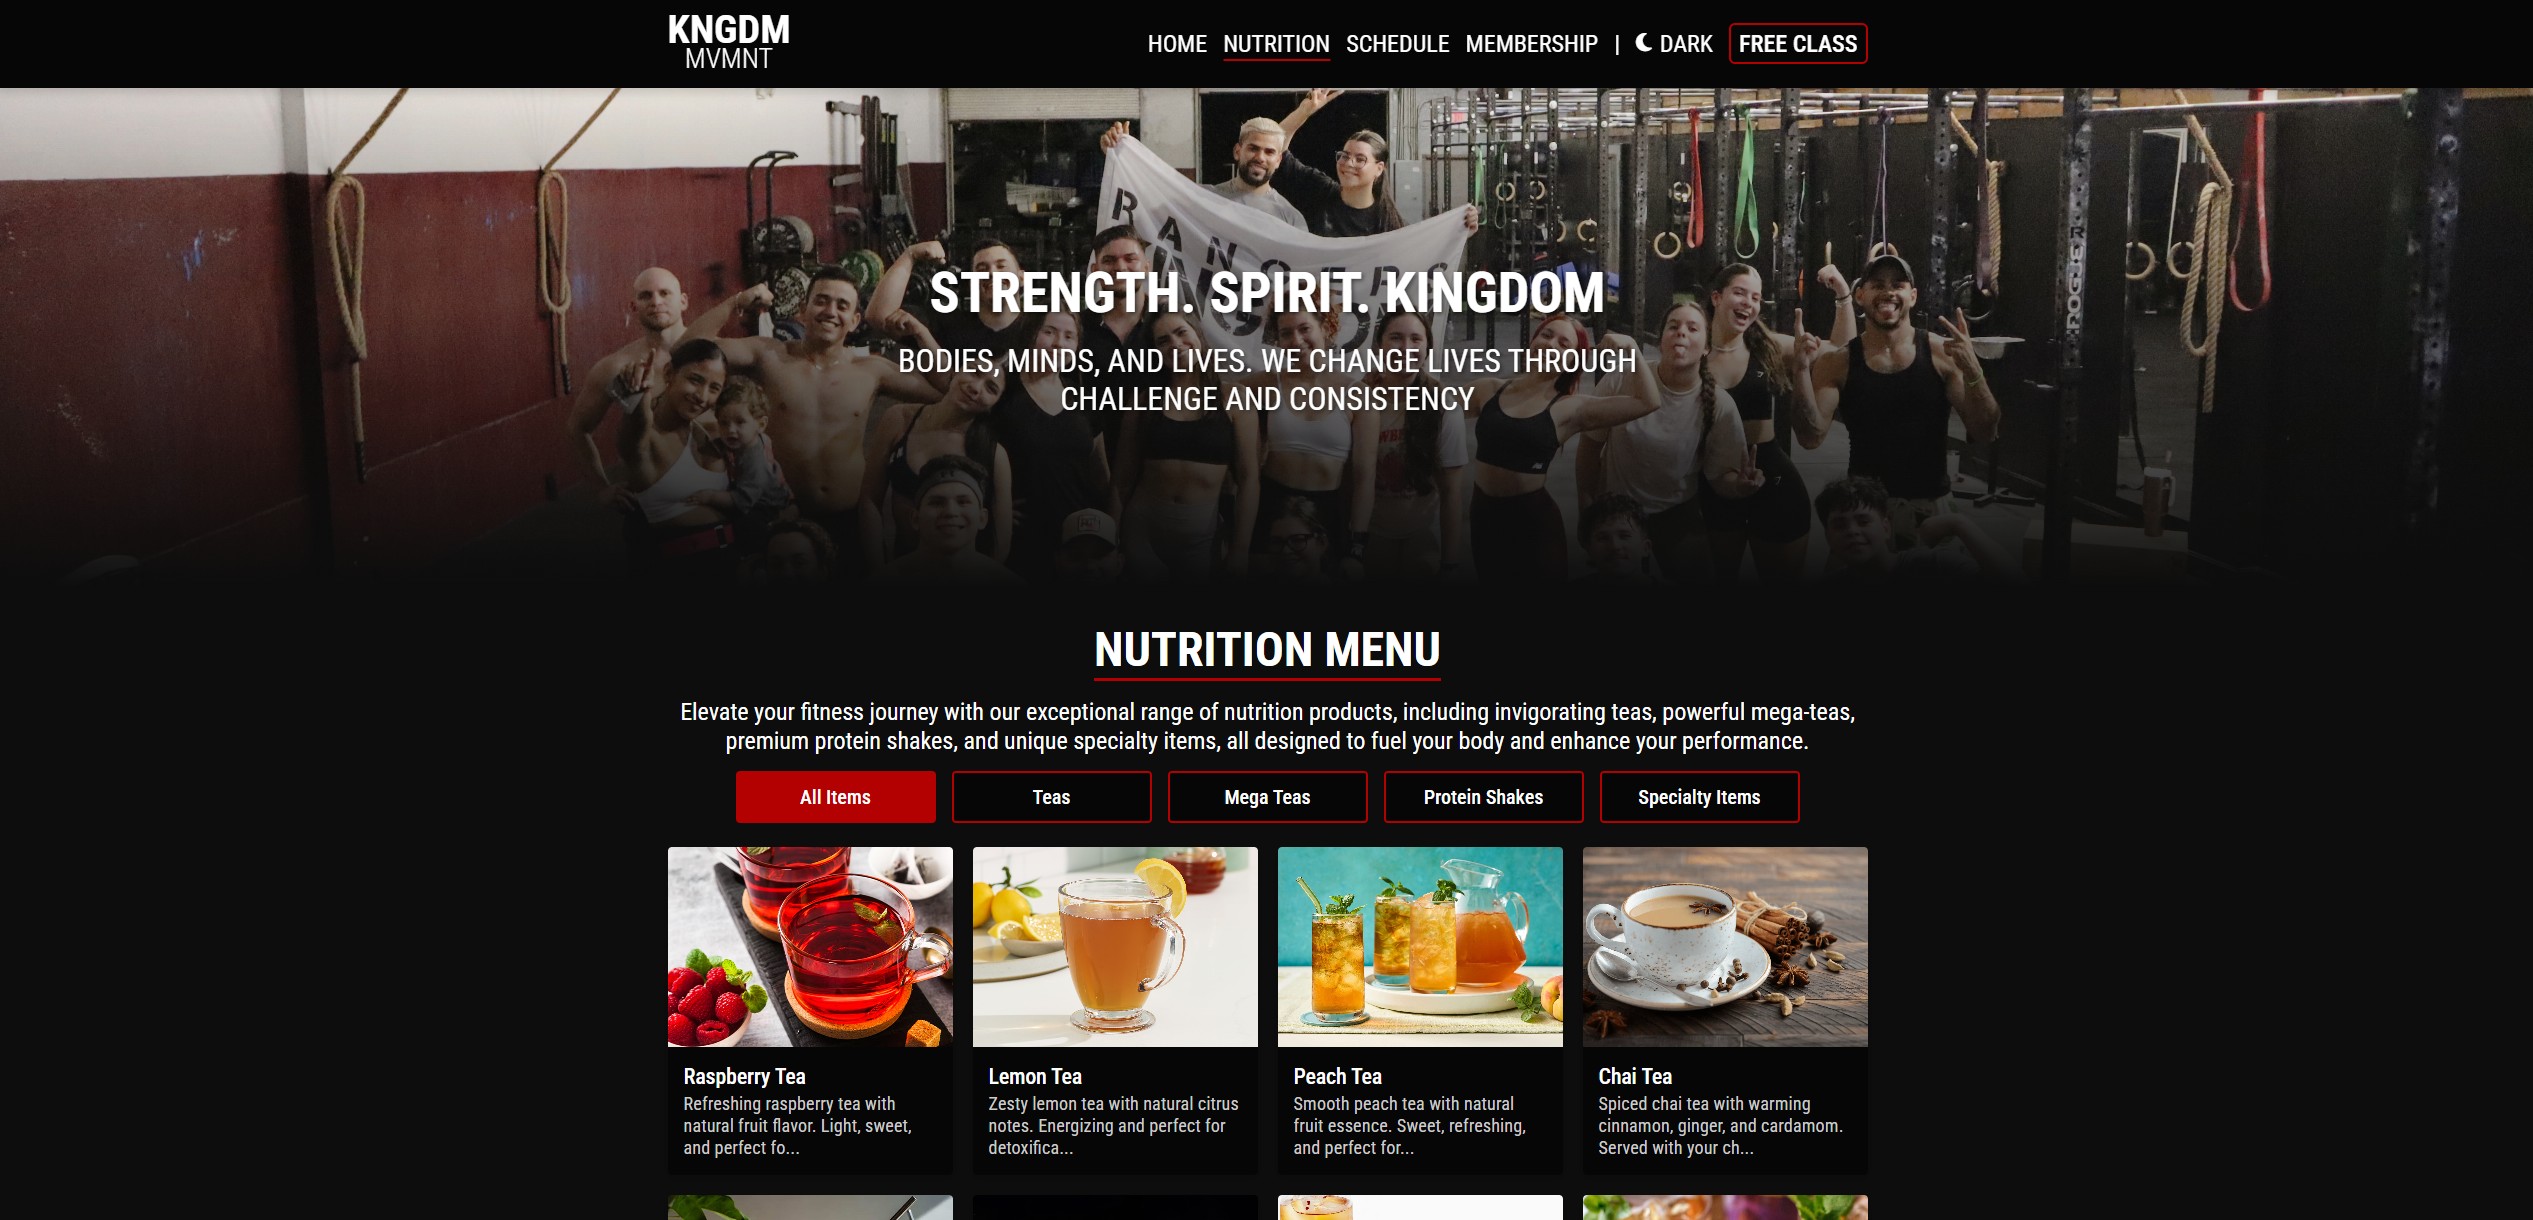 KNGDM
MVMNT
HOME NUTRITION SCHEDULE MEMBERSHIP | DARK FREE CLASS
RANGERS
ROGUE
STRENGTH. SPIRIT. KINGDOM
BODIES, MINDS, AND LIVES. WE CHANGE LIVES THROUGH
CHALLENGE AND CONSISTENCY
NUTRITION MENU
Elevate your fitness journey with our exceptional range of nutrition products, including invigorating teas, powerful mega-teas,
premium protein shakes, and unique specialty items, all designed to fuel your body and enhance your performance.
All Items Teas Mega Teas Protein Shakes Specialty Items
Raspberry Tea
Refreshing raspberry tea with
natural fruit flavor. Light, sweet,
and perfect fo...
Lemon Tea
Zesty lemon tea with natural citrus
notes. Energizing and perfect for
detoxifica...
Peach Tea
Smooth peach tea with natural
fruit essence. Sweet, refreshing,
and perfect for...
Chai Tea
Spiced chai tea with warming
cinnamon, ginger, and cardamom.
Served with your ch...